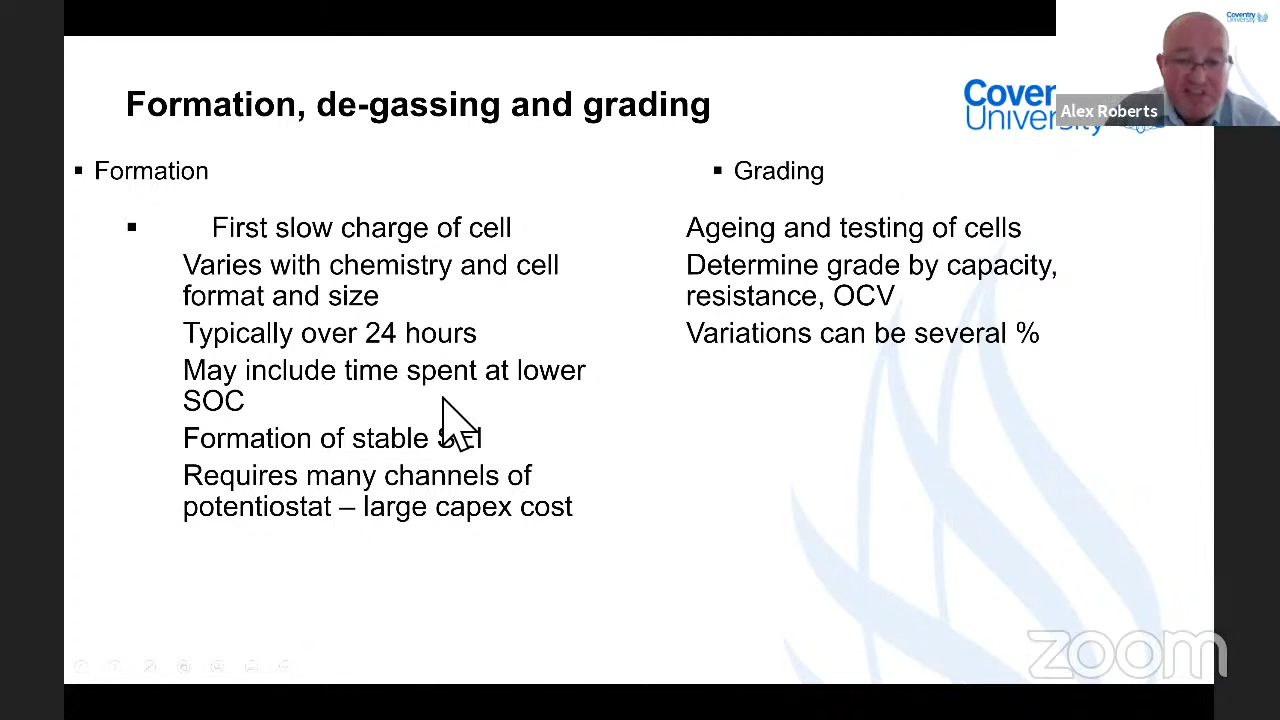 Coventry
University
Formation, de-gassing and grading
University
Alex Roberts
▪ Formation
▪ First slow charge of cell
Varies with chemistry and cell
format and size
Typically over 24 hours
May include time spent at lower
SOC
Formation of stable
Requires many channels of
potentiostat – large capex cost
▪ Grading
Ageing and testing of cells
Determine grade by capacity,
resistance, OCV
Variations can be several %
zoom